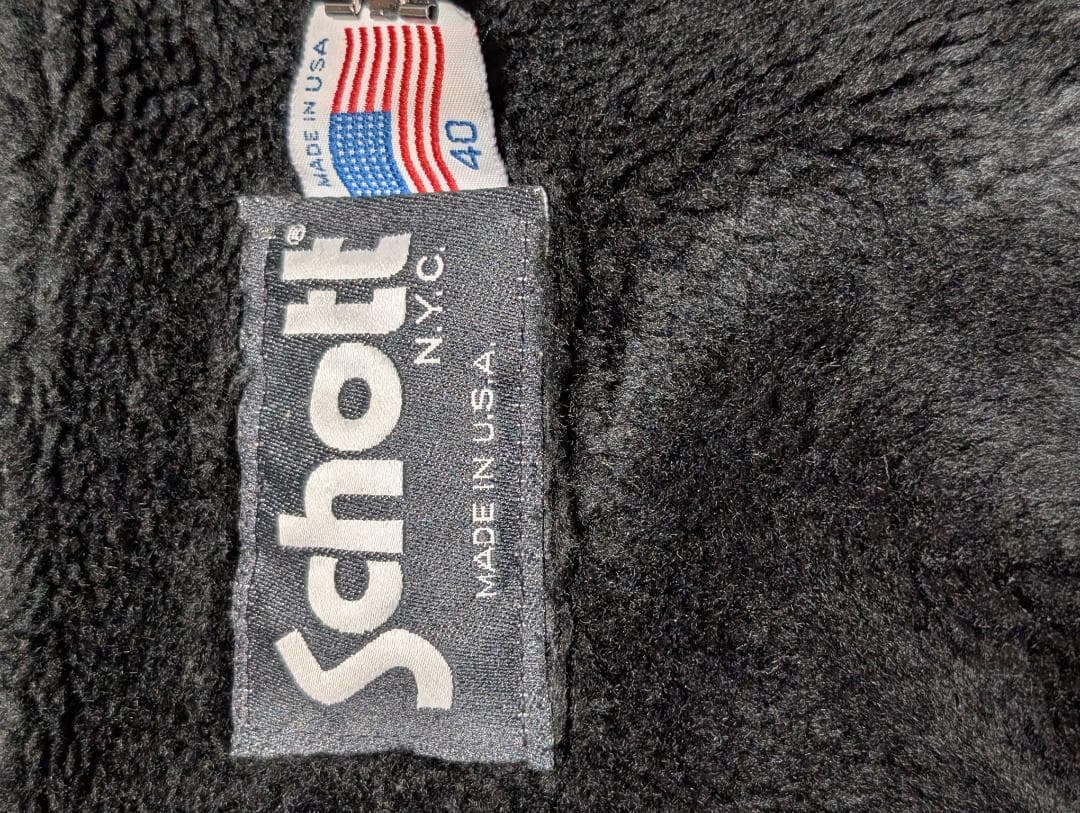 MADE IN USA
40
Schott®
N.Y.C.
MADE IN U.S.A.